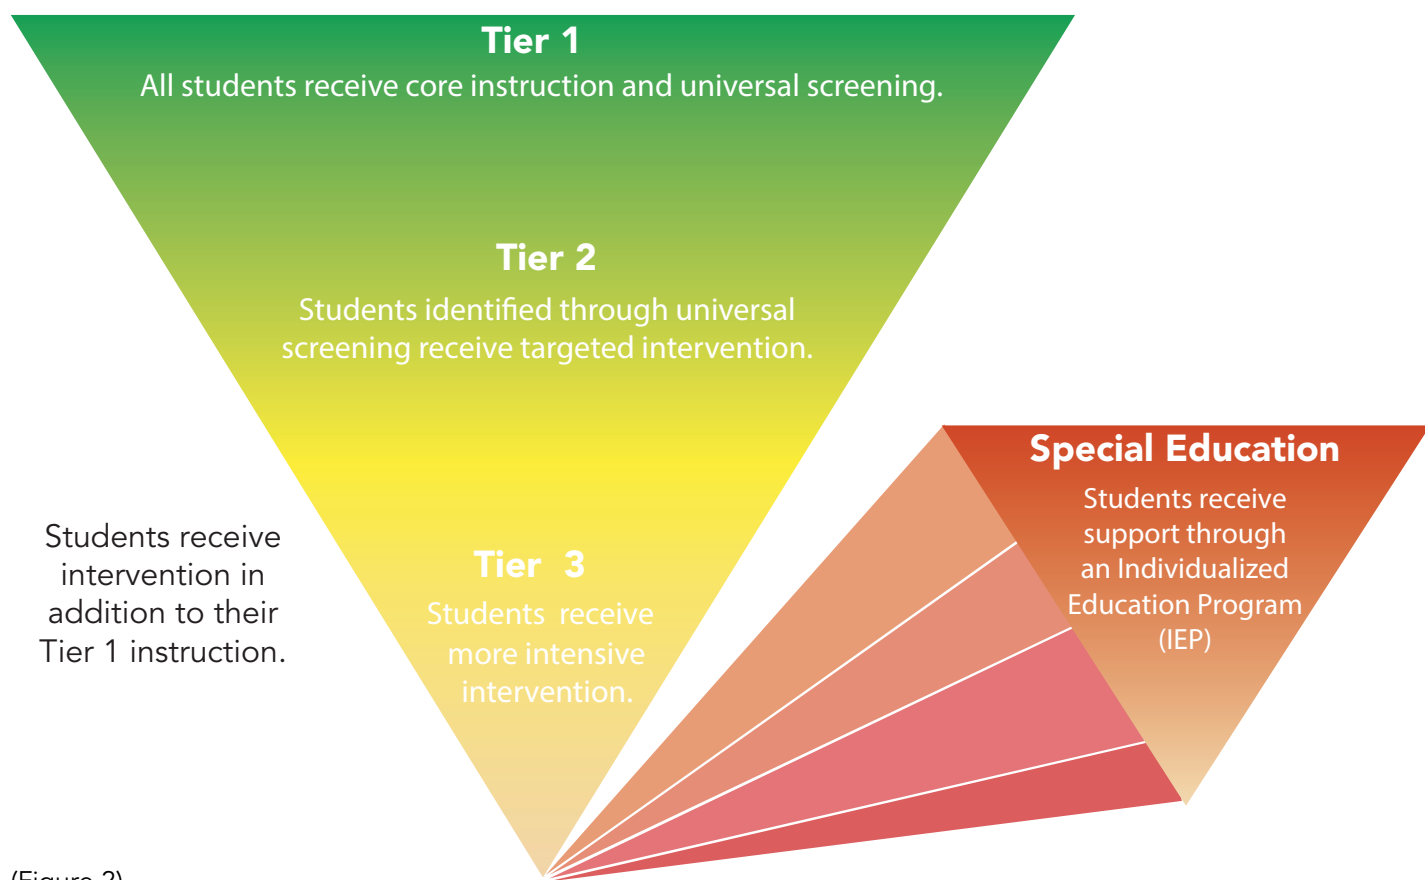 Tier 1
All students receive core instruction and universal screening.
Tier 2
Students identified through universal
screening receive targeted intervention.
Tier 3
Students receive
more intensive
intervention.
Students receive
intervention in
addition to their
Tier 1 instruction.
Special Education
Students receive
support through
an Individualized
Education Program
(IEP)
(Figure 2)